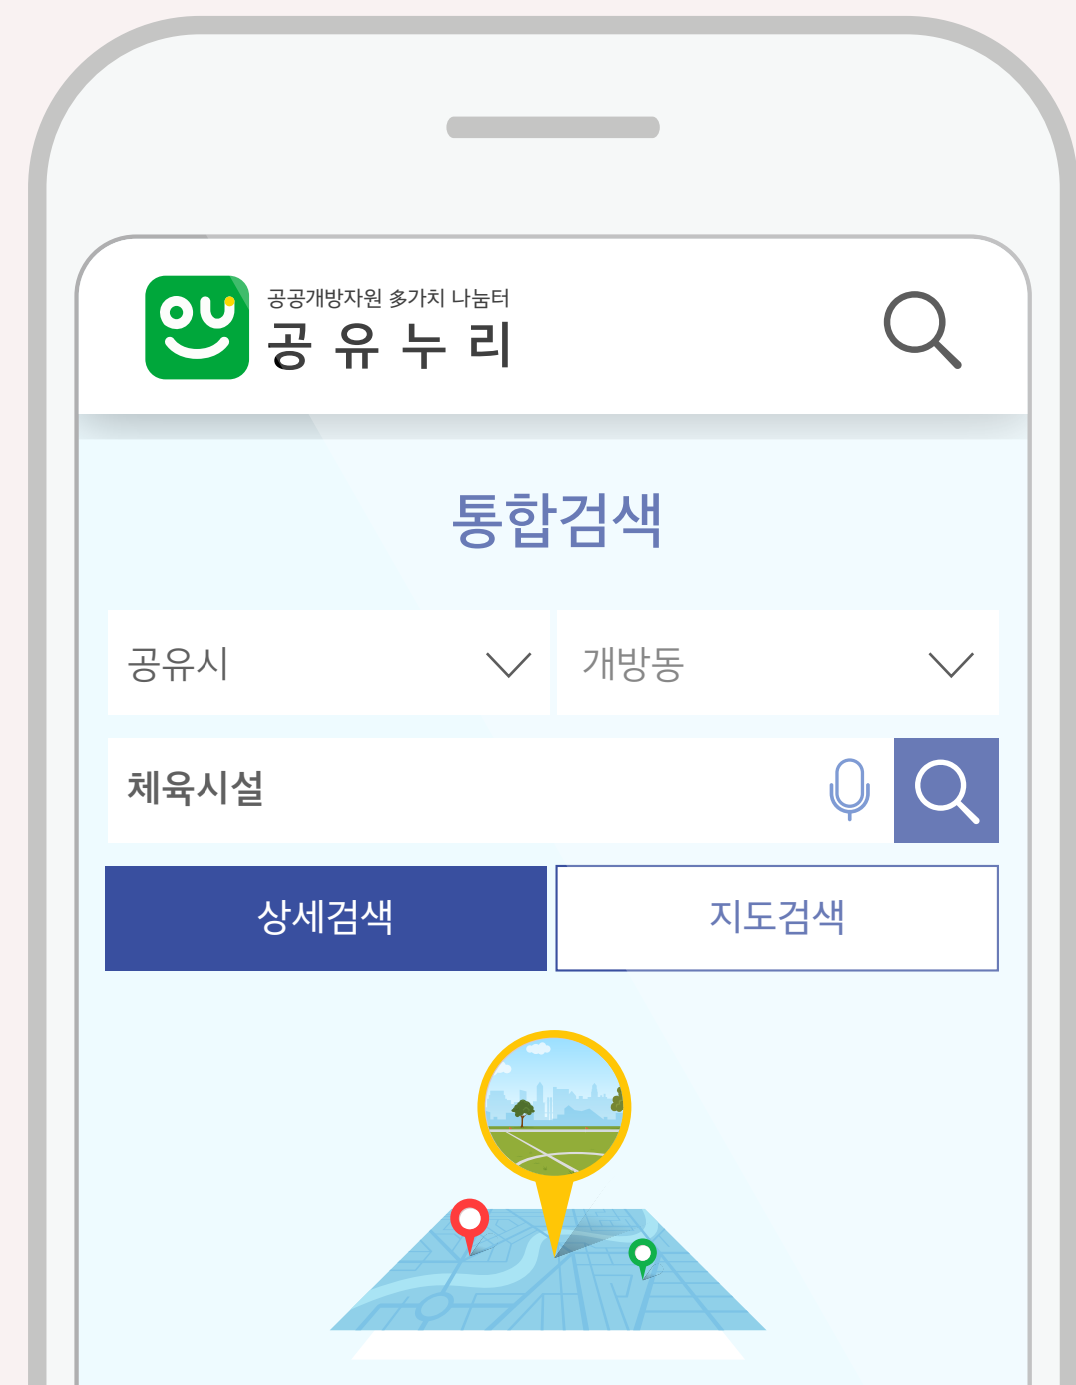 공공개방자원 多가치 나눔터
공유누리
통합검색
공유시
개방동
체육시설
상세검색
지도검색